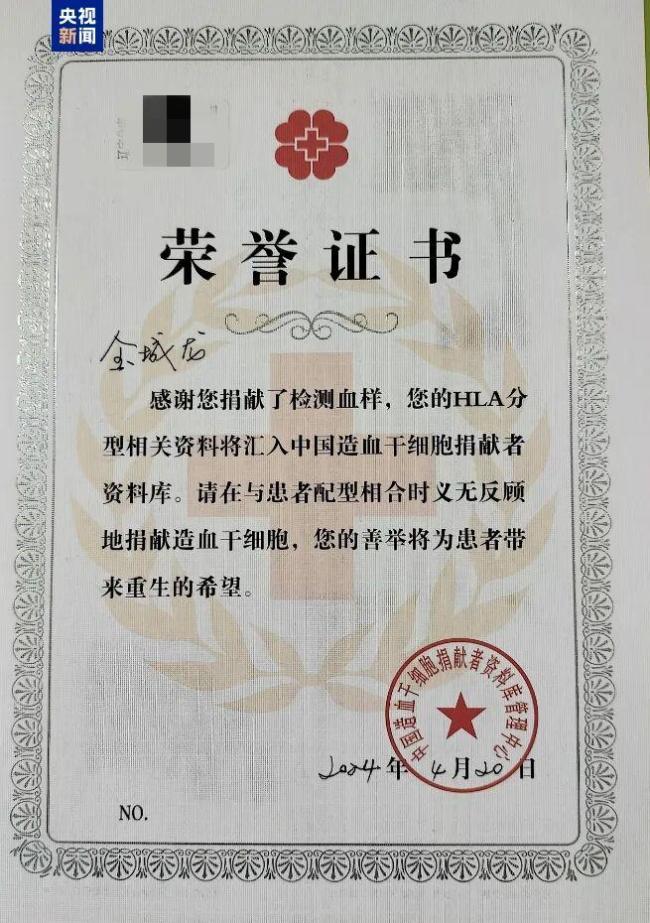 央视
新闻
荣誉证书
金城龙
感谢您捐献了检测血样，您的HLA分
型相关资料将汇入中国造血干细胞捐献者
资料库。请在与患者配型相合时义无反顾
地捐献造血干细胞，您的善举将为患者带
来重生的希望。
中国造血干细胞捐献者资料库管理中心
2024年4月20日
NO.